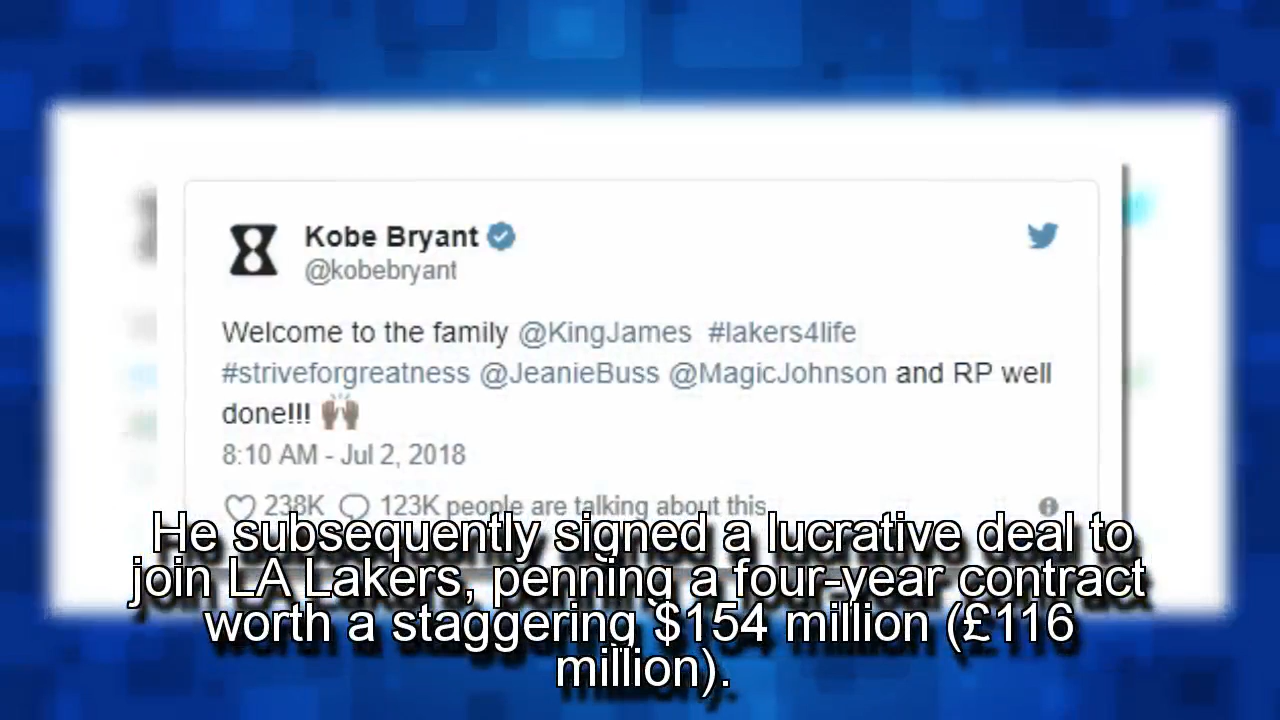 Kobe Bryant
@kobebryant
Welcome to the family @KingJames #lakers4life
#striveforgreatness @JeanieBuss @MagicJohnson and RP well
done!!! 🙌🏽
8:10 AM - Jul 2, 2018
238K 123K people are talking about this
He subsequently signed a lucrative deal to
join LA Lakers, penning a four-year contract
worth a staggering $154 million (£116
million).